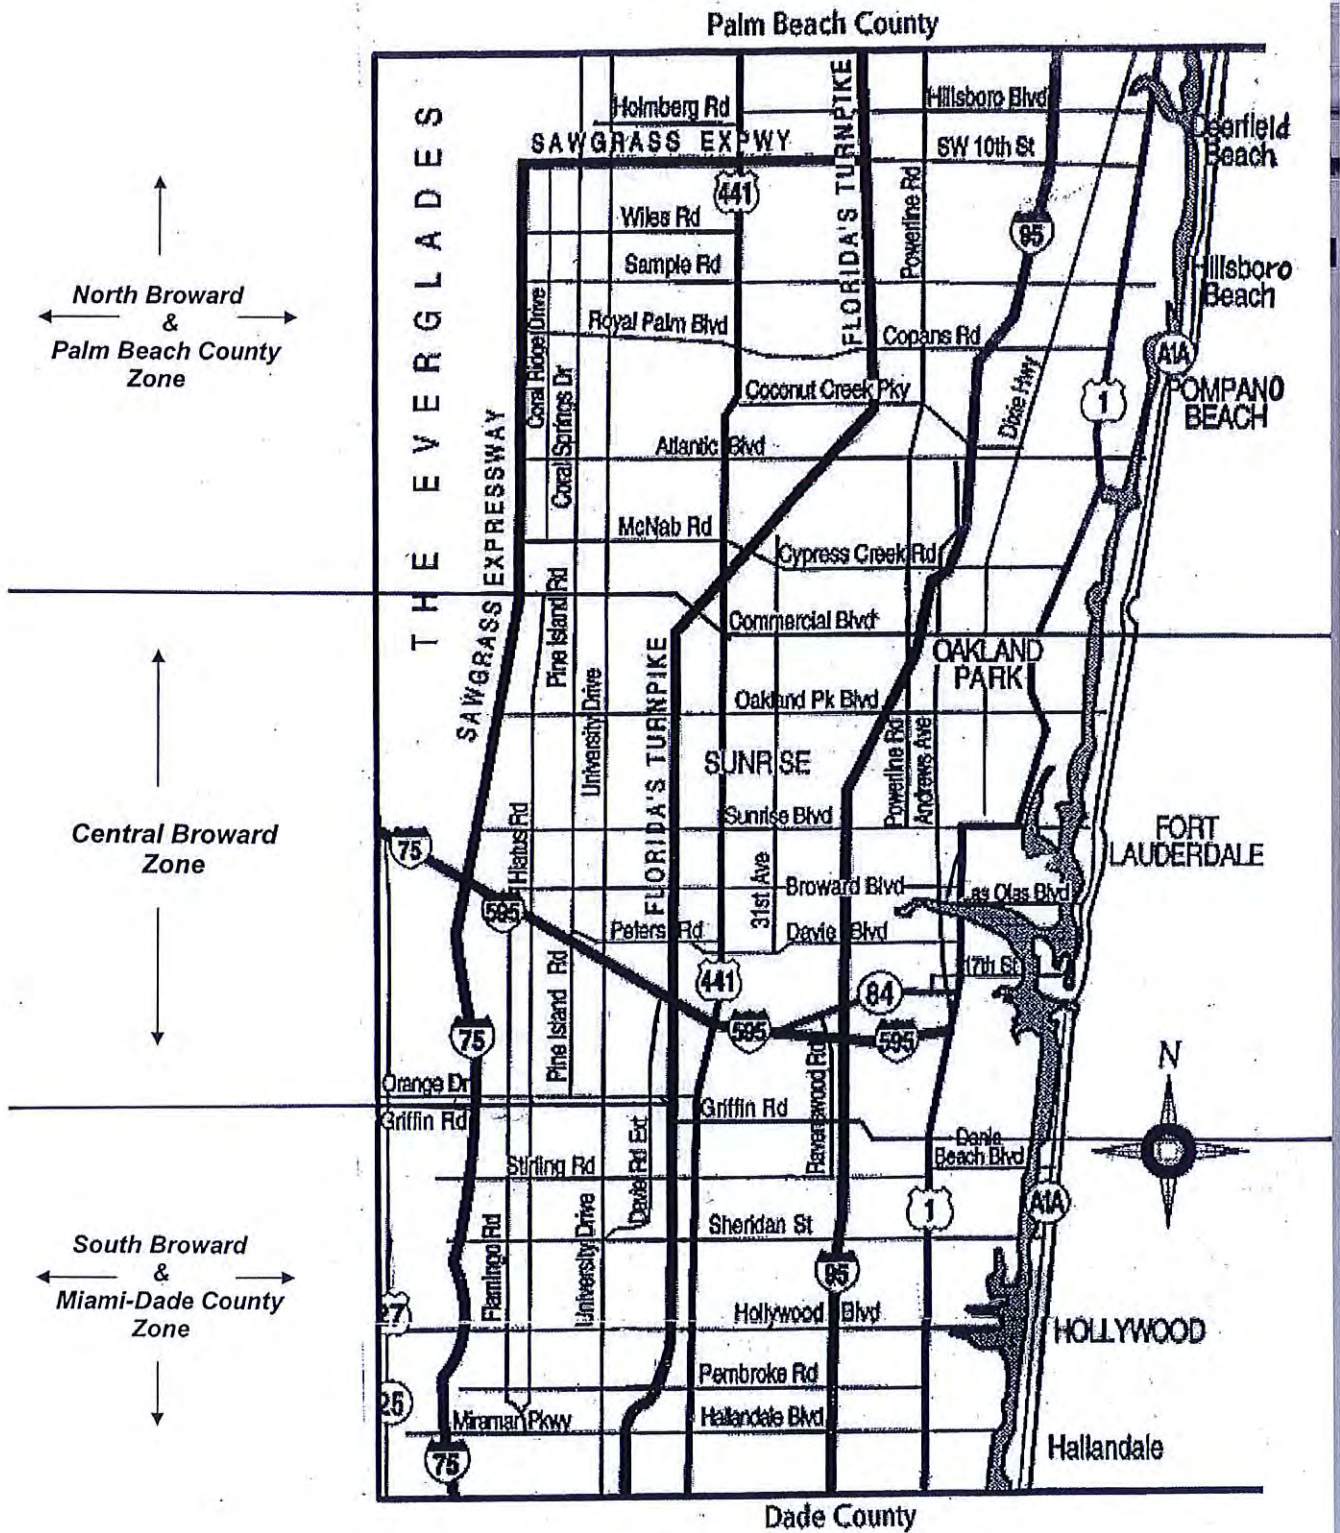 Palm Beach County
THE EVERGLADES
Holmberg Rd
Hillsboro Blvd
SAWGRASS EXPWY
SW 10th St
FLORIDA'S TURNPIKE
Deerfield
Beach
441
Powerline Rd
95
Wiles Rd
Sample Rd
Hillsboro
Beach
North Broward
&
Palm Beach County
Zone
Coral Ridge Drive
Coral Springs Dr
Royal Palm Blvd
Copans Rd
A1A
Dixie Hwy
1
Coconut Creek Pky
POMPANO
BEACH
Atlantic Blvd
SAWGRASS EXPRESSWAY
McNab Rd
Cypress Creek Rd
Pine Island Rd
Commercial Blvd
OAKLAND
PARK
University Drive
FLORIDA'S TURNPIKE
Oakland Pk Blvd
SUNRISE
Powerline Rd
Andrews Ave
Sunrise Blvd
Central Broward
Zone
75
Hiatus Rd
FORT
LAUDERDALE
31st Ave
Broward Blvd
Las Olas Blvd
595
Peters Rd
Davie Blvd
17th St
441
84
Pine Island Rd
75
595
595
Ravenswood Rd
N
Orange Dr
Griffin Rd
Griffin Rd
Dania
Beach Blvd
Stirling Rd
Davie Rd Ext
1
A1A
Flamingo Rd
University Drive
Sheridan St
South Broward
&
Miami-Dade County
Zone
95
27
Hollywood Blvd
HOLLYWOOD
Pembroke Rd
25
Miramar Pkwy
Hallandale Blvd
75
Hallandale
Dade County